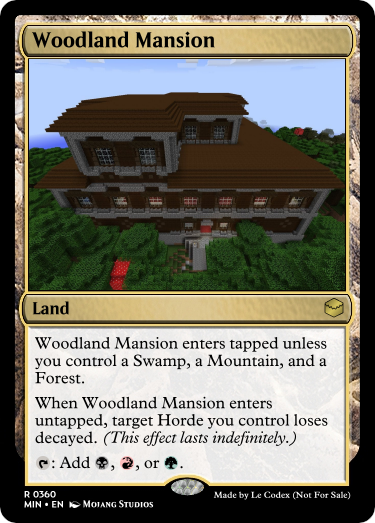 Woodland Mansion
Land
Woodland Mansion enters tapped unless
you control a Swamp, a Mountain, and a
Forest.
When Woodland Mansion enters
untapped, target Horde you control loses
decayed. (This effect lasts indefinitely.)
: Add , , or .
R 0360
MIN • EN Mojang Studios
Made by Le Codex (Not For Sale)